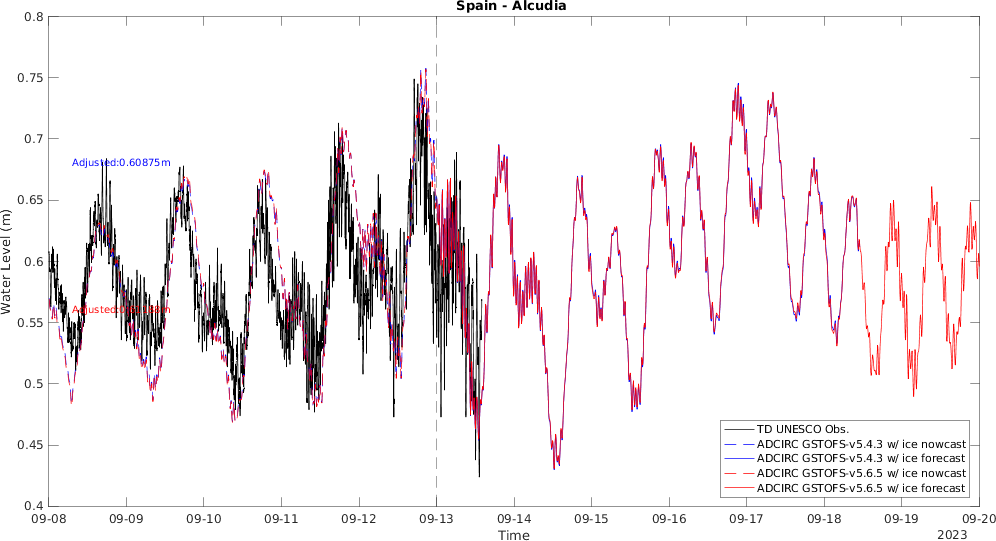 Spain - Alcudia
Water Level (m)
0.8
0.75
0.7
0.65
0.6
0.55
0.5
0.45
0.4
Adjusted:0.60875m
09-08
09-09
09-10
09-11
09-12
09-13
09-14
09-15
09-16
09-17
09-18
09-19
09-20
Time
2023
TD UNESCO Obs.
ADCIRC GSTOFS-v5.4.3 w/ ice nowcast
ADCIRC GSTOFS-v5.4.3 w/ ice forecast
ADCIRC GSTOFS-v5.6.5 w/ ice nowcast
ADCIRC GSTOFS-v5.6.5 w/ ice forecast